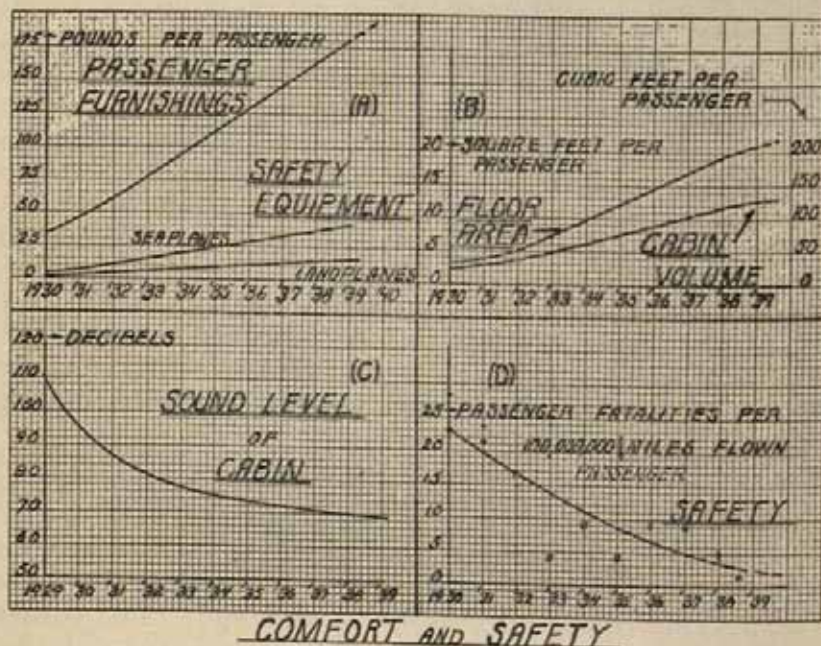 175 POUNDS PER PASSENGER
PASSENGER
FURNISHINGS
(A)
150
125
100
75
50
25
0
SAFETY
EQUIPMENT
SEAPLANES
LANDPLANES
1930 '31 '32 '33 '34 '35 '36 '37 '38 '39 '40
CUBIC FEET PER
PASSENGER
(B)
20 SQUARE FEET PER
PASSENGER
15
10
5
0
200
150
100
50
0
FLOOR
AREA
CABIN
VOLUME
1930 '31 '32 '33 '34 '35 '36 '37 '38 '39
120 DECIBELS
(C)
110
100
90
80
70
60
50
SOUND LEVEL
OF
CABIN
1929 '30 '31 '32 '33 '34 '35 '36 '37 '38 '39
(D)
25 PASSENGER FATALITIES PER
100,000,000 MILES FLOWN
PASSENGER
20
15
10
5
0
SAFETY
1930 '31 '32 '33 '34 '35 '36 '37 '38 '39
COMFORT AND SAFETY